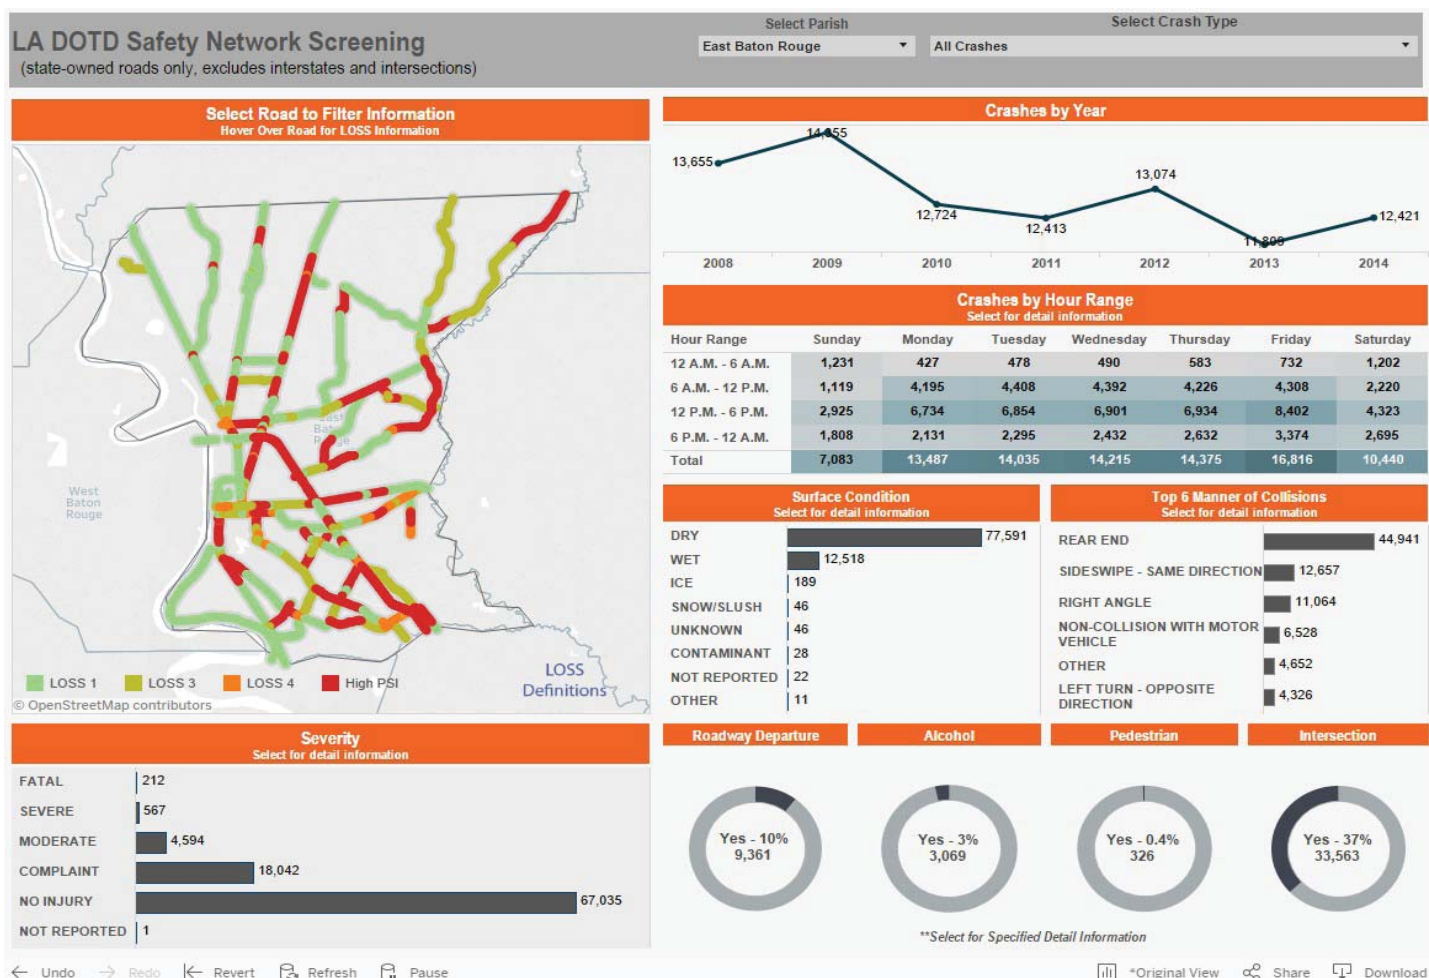 LA DOTD Safety Network Screening
(state-owned roads only, excludes interstates and intersections)
Select Parish
East Baton Rouge
Select Crash Type
All Crashes
Select Road to Filter Information
Hover Over Road for LOSS Information
East
Baton
Rouge
West
Baton
Rouge
LOSS 1 LOSS 3 LOSS 4 High PSI
LOSS
Definitions
© OpenStreetMap contributors
Crashes by Year
13,655
12,724
12,413
13,074
12,421
2008 2009 2010 2011 2012 2013 2014
Crashes by Hour Range
Select for detail information
Hour Range Sunday Monday Tuesday Wednesday Thursday Friday Saturday
12 A.M. - 6 A.M. 1,231 427 478 490 583 732 1,202
6 A.M. - 12 P.M. 1,119 4,195 4,408 4,392 4,226 4,308 2,220
12 P.M. - 6 P.M. 2,925 6,734 6,854 6,901 6,934 8,402 4,323
6 P.M. - 12 A.M. 1,808 2,131 2,295 2,432 2,632 3,374 2,695
Total 7,083 13,487 14,035 14,215 14,375 16,816 10,440
Surface Condition
Select for detail information
DRY 77,591
WET 12,518
ICE 189
SNOW/SLUSH 46
UNKNOWN 46
CONTAMINANT 28
NOT REPORTED 22
OTHER 11
Top 6 Manner of Collisions
Select for detail information
REAR END 44,941
SIDESWIPE - SAME DIRECTION 12,657
RIGHT ANGLE 11,064
NON-COLLISION WITH MOTOR
VEHICLE 6,528
OTHER 4,652
LEFT TURN - OPPOSITE
DIRECTION 4,326
Severity
Select for detail information
FATAL 212
SEVERE 567
MODERATE 4,594
COMPLAINT 18,042
NO INJURY 67,035
NOT REPORTED 1
Roadway Departure
Yes - 10%
9,361
Alcohol
Yes - 3%
3,069
Pedestrian
Yes - 0.4%
326
Intersection
Yes - 37%
33,563
**Select for Specified Detail Information
Undo Redo Revert Refresh Pause
*Original View Share Download